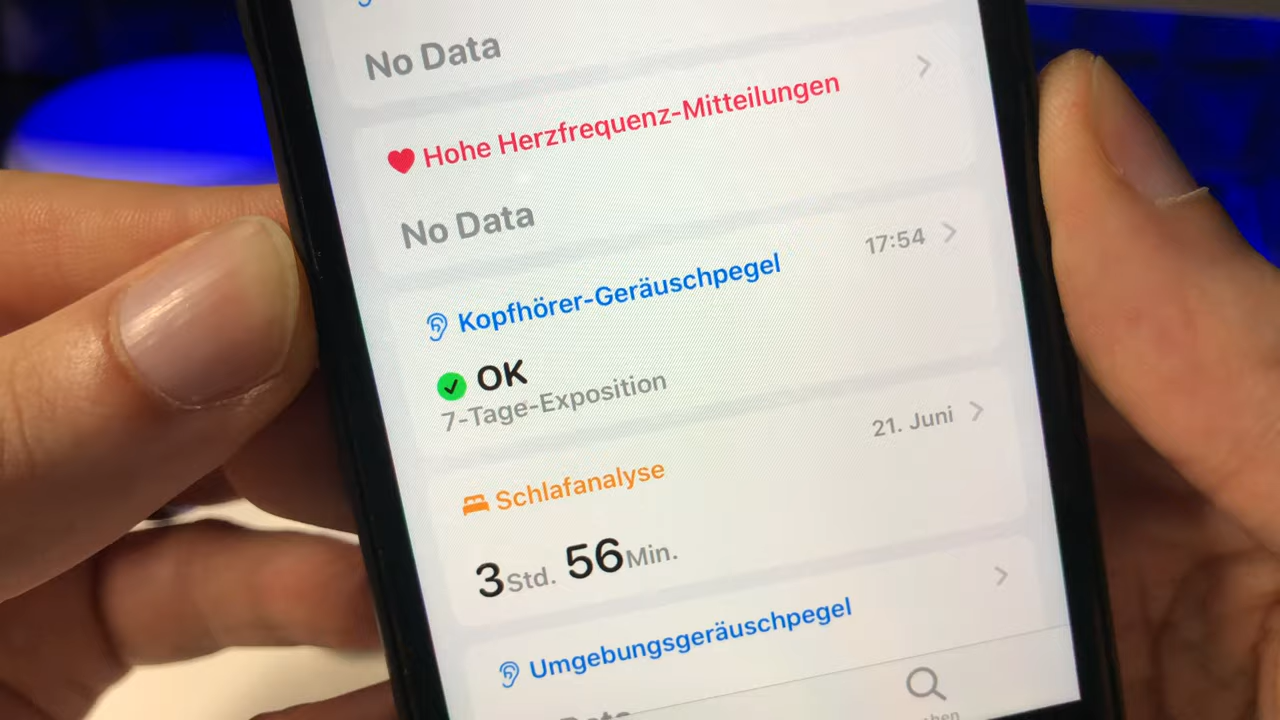 No Data
Hohe Herzfrequenz-Mitteilungen
No Data
Kopfhörer-Geräuschpegel 17:54
OK
7-Tage-Exposition
Schlafanalyse 21. Juni
3 Std. 56 Min.
Umgebungsgeräuschpegel